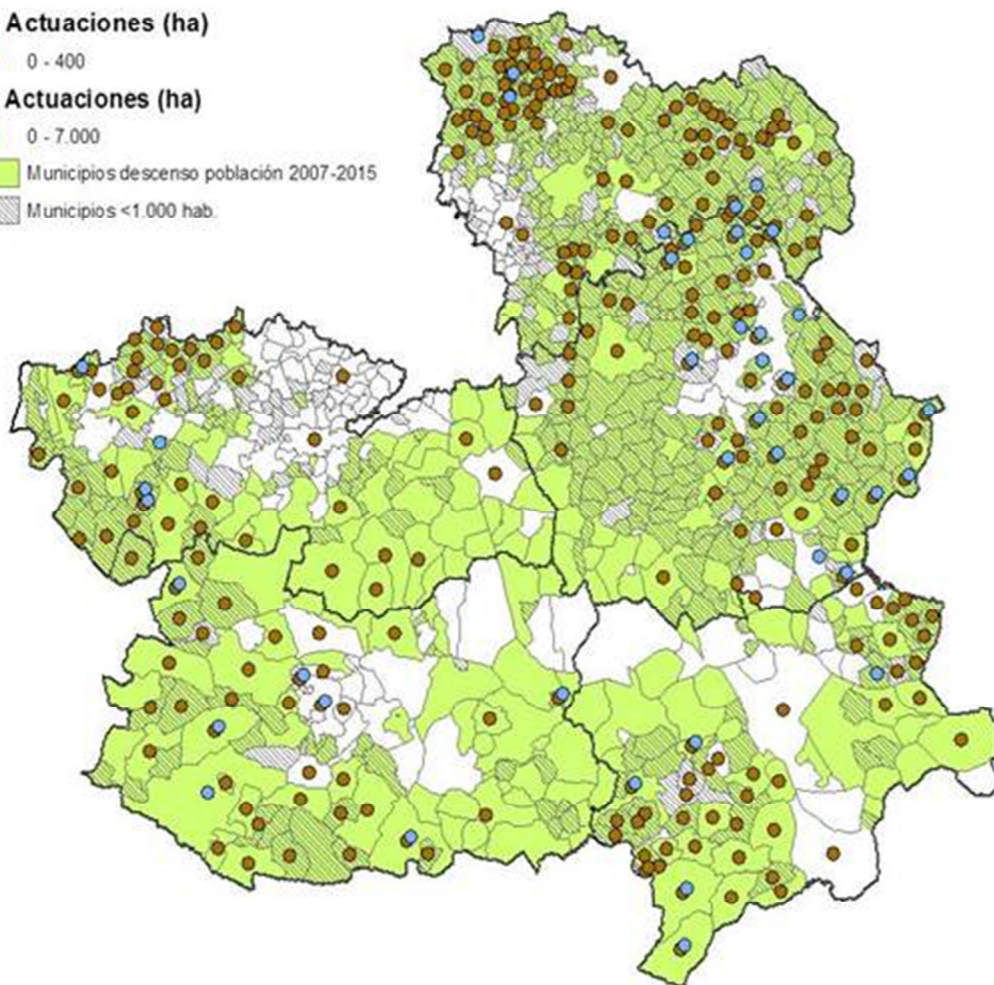 Actuaciones (ha)
0 - 400
Actuaciones (ha)
0 - 7.000
Municipios descenso población 2007-2015
Municipios <1.000 hab.